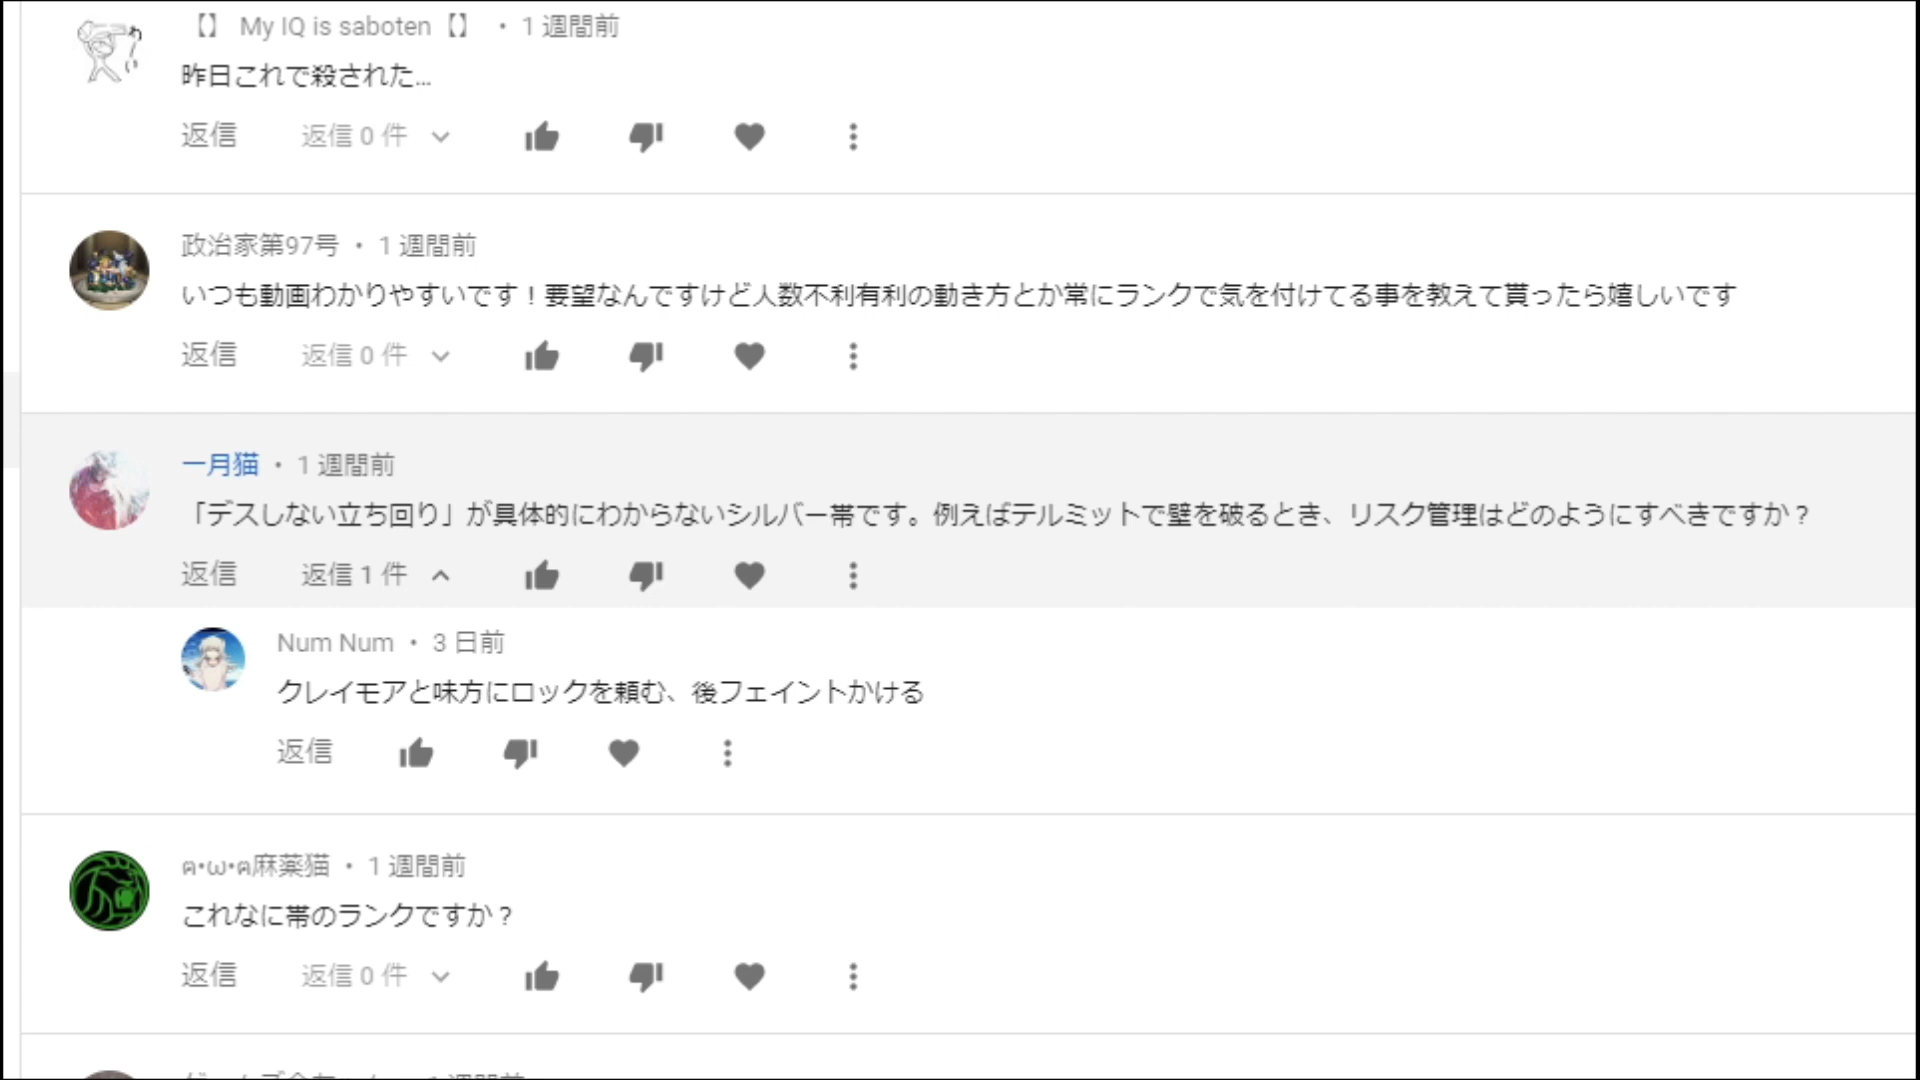 【】 My IQ is saboten 【】 ・ 1 週間前
昨日これで殺された...
返信 返信 0 件
政治家第97号 ・ 1 週間前
いつも動画わかりやすいです！要望なんですけど人数不利有利の動き方とか常にランクで気を付けてる事を教えて貰ったら嬉しいです
返信 返信 0 件
一月猫 ・ 1 週間前
「デスしない立ち回り」が具体的にわからないシルバー帯です。例えばテルミットで壁を破るとき、リスク管理はどのようにすべきですか？
返信 返信 1 件
Num Num ・ 3 日前
クレイモアと味方にロックを頼む、後フェイントかける
返信
ฅ•ω•ฅ麻薬猫 ・ 1 週間前
これなに帯のランクですか？
返信 返信 0 件
1 週間前